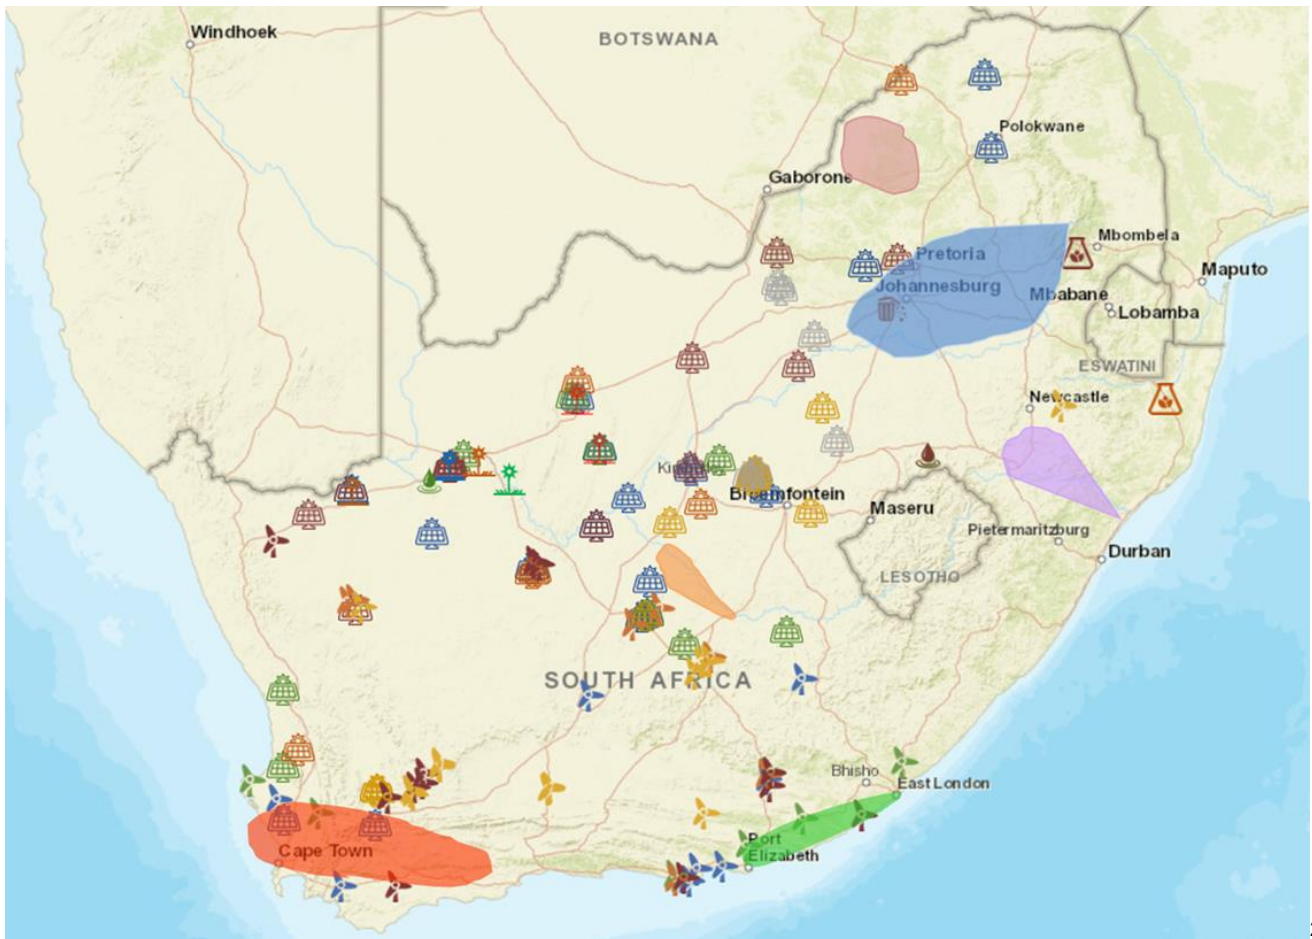 Windhoek
BOTSWANA
Polokwane
Gaborone
Mbombela
Pretoria
Maputo
Johannesburg
Mbabane
Lobamba
ESWATINI
Newcastle
Bloemfontein
Maseru
Pietermaritzburg
Durban
LESOTHO
SOUTH AFRICA
Bhisho
East London
Port
Elizabeth
Cape Town